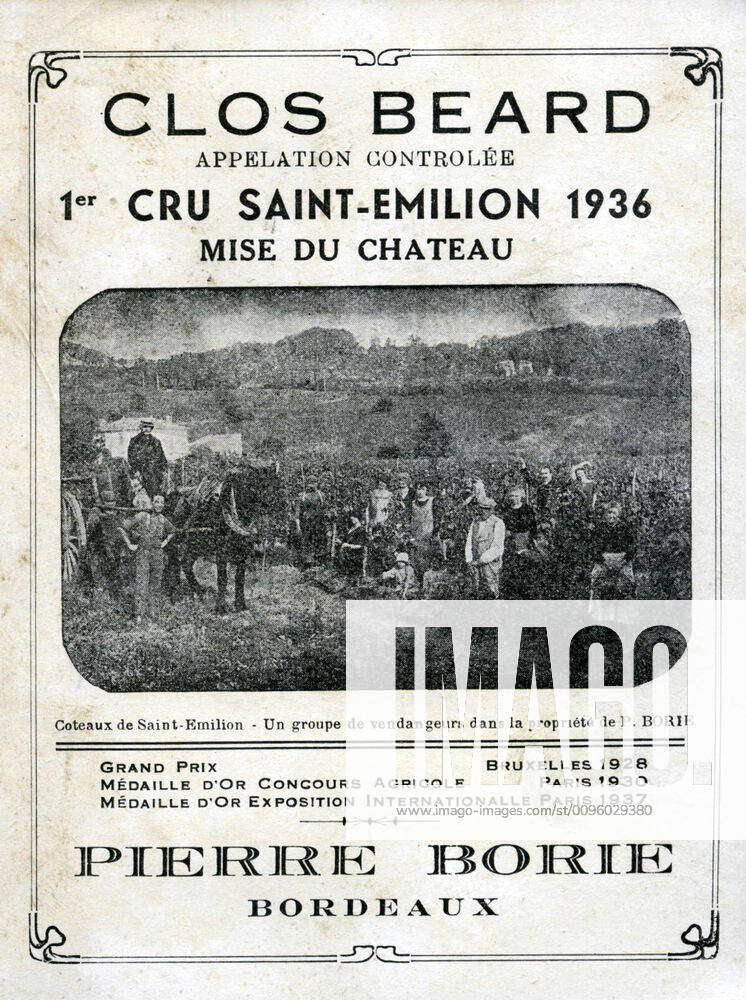 CLOS BEARD
APPELATION CONTROLÉE
1er CRU SAINT-EMILION 1936
MISE DU CHATEAU
Coteaux de Saint-Emilion - Un groupe de vendangeurs dans la propriété de P. BORIE
GRAND PRIX BRUXELLES 1928
MÉDAILLE D'OR CONCOURS AGRICOLE PARIS 1930
MÉDAILLE D'OR EXPOSITION INTERNATIONALLE PARIS 1937
IMAGO.
www.imago-images.com/st/0096029380
PIERRE BORIE
BORDEAUX